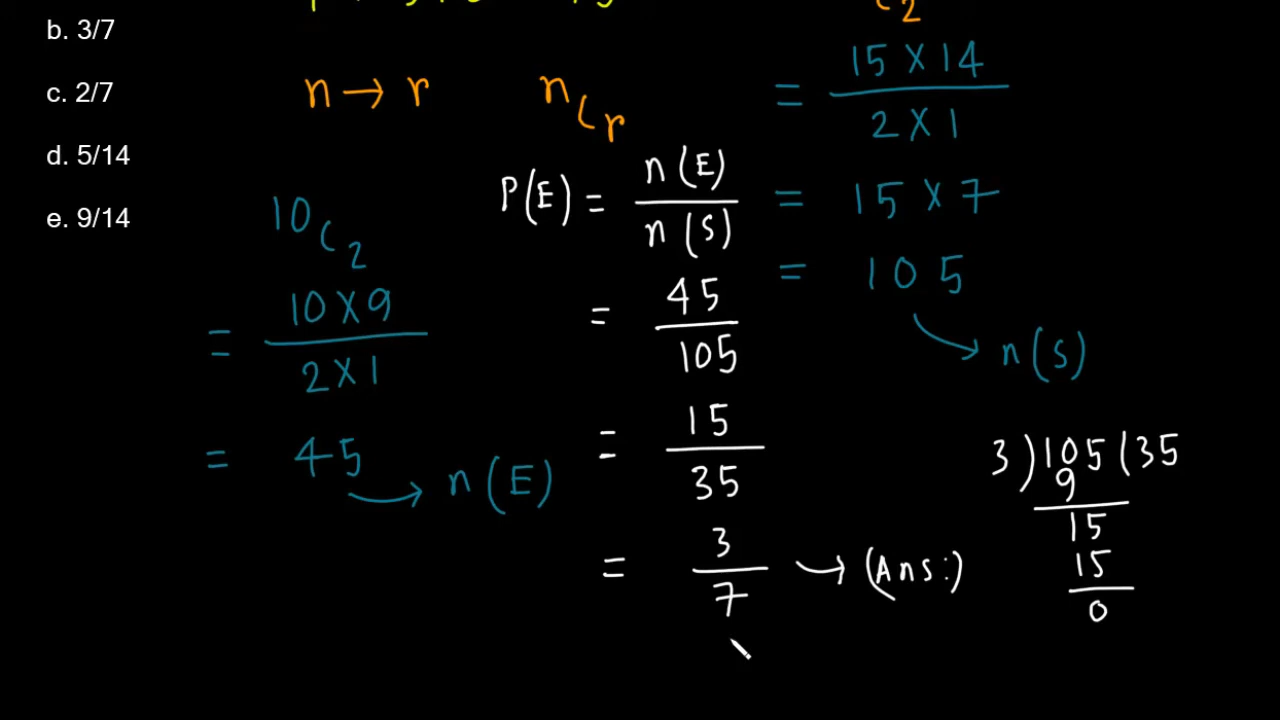 b. 3/7
c. 2/7
d. 5/14
e. 9/14
n → r
nCr
C2
= 15 X 14 / 2 X 1
= 15 X 7
= 105
→ n(S)
10C2
= 10 X 9 / 2 X 1
= 45 → n(E)
P(E) = n(E) / n(S)
= 45 / 105
= 15 / 35
= 3 / 7 → (Ans:)
3 ) 105 ( 35
9
15
15
0